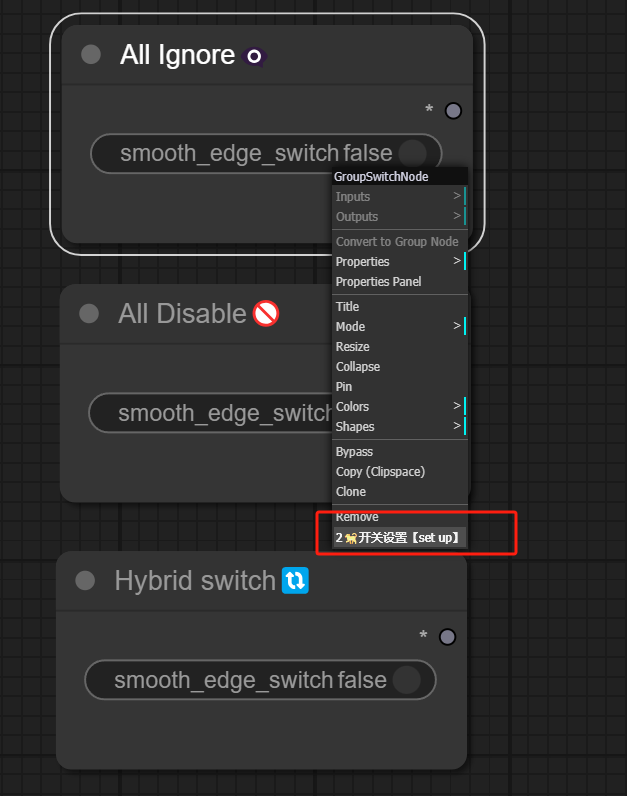 All Ignore
*
smooth_edge_switch false
GroupSwitchNode
Inputs >
Outputs >
Convert to Group Node
Properties >
Properties Panel
Title
Mode >
Resize
Collapse
Pin
Colors >
Shapes >
Bypass
Copy (Clipspace)
Clone
Remove
2🐕开关设置【set up】
All Disable 🚫
smooth_edge_switch
Hybrid switch 🔃
*
smooth_edge_switch false